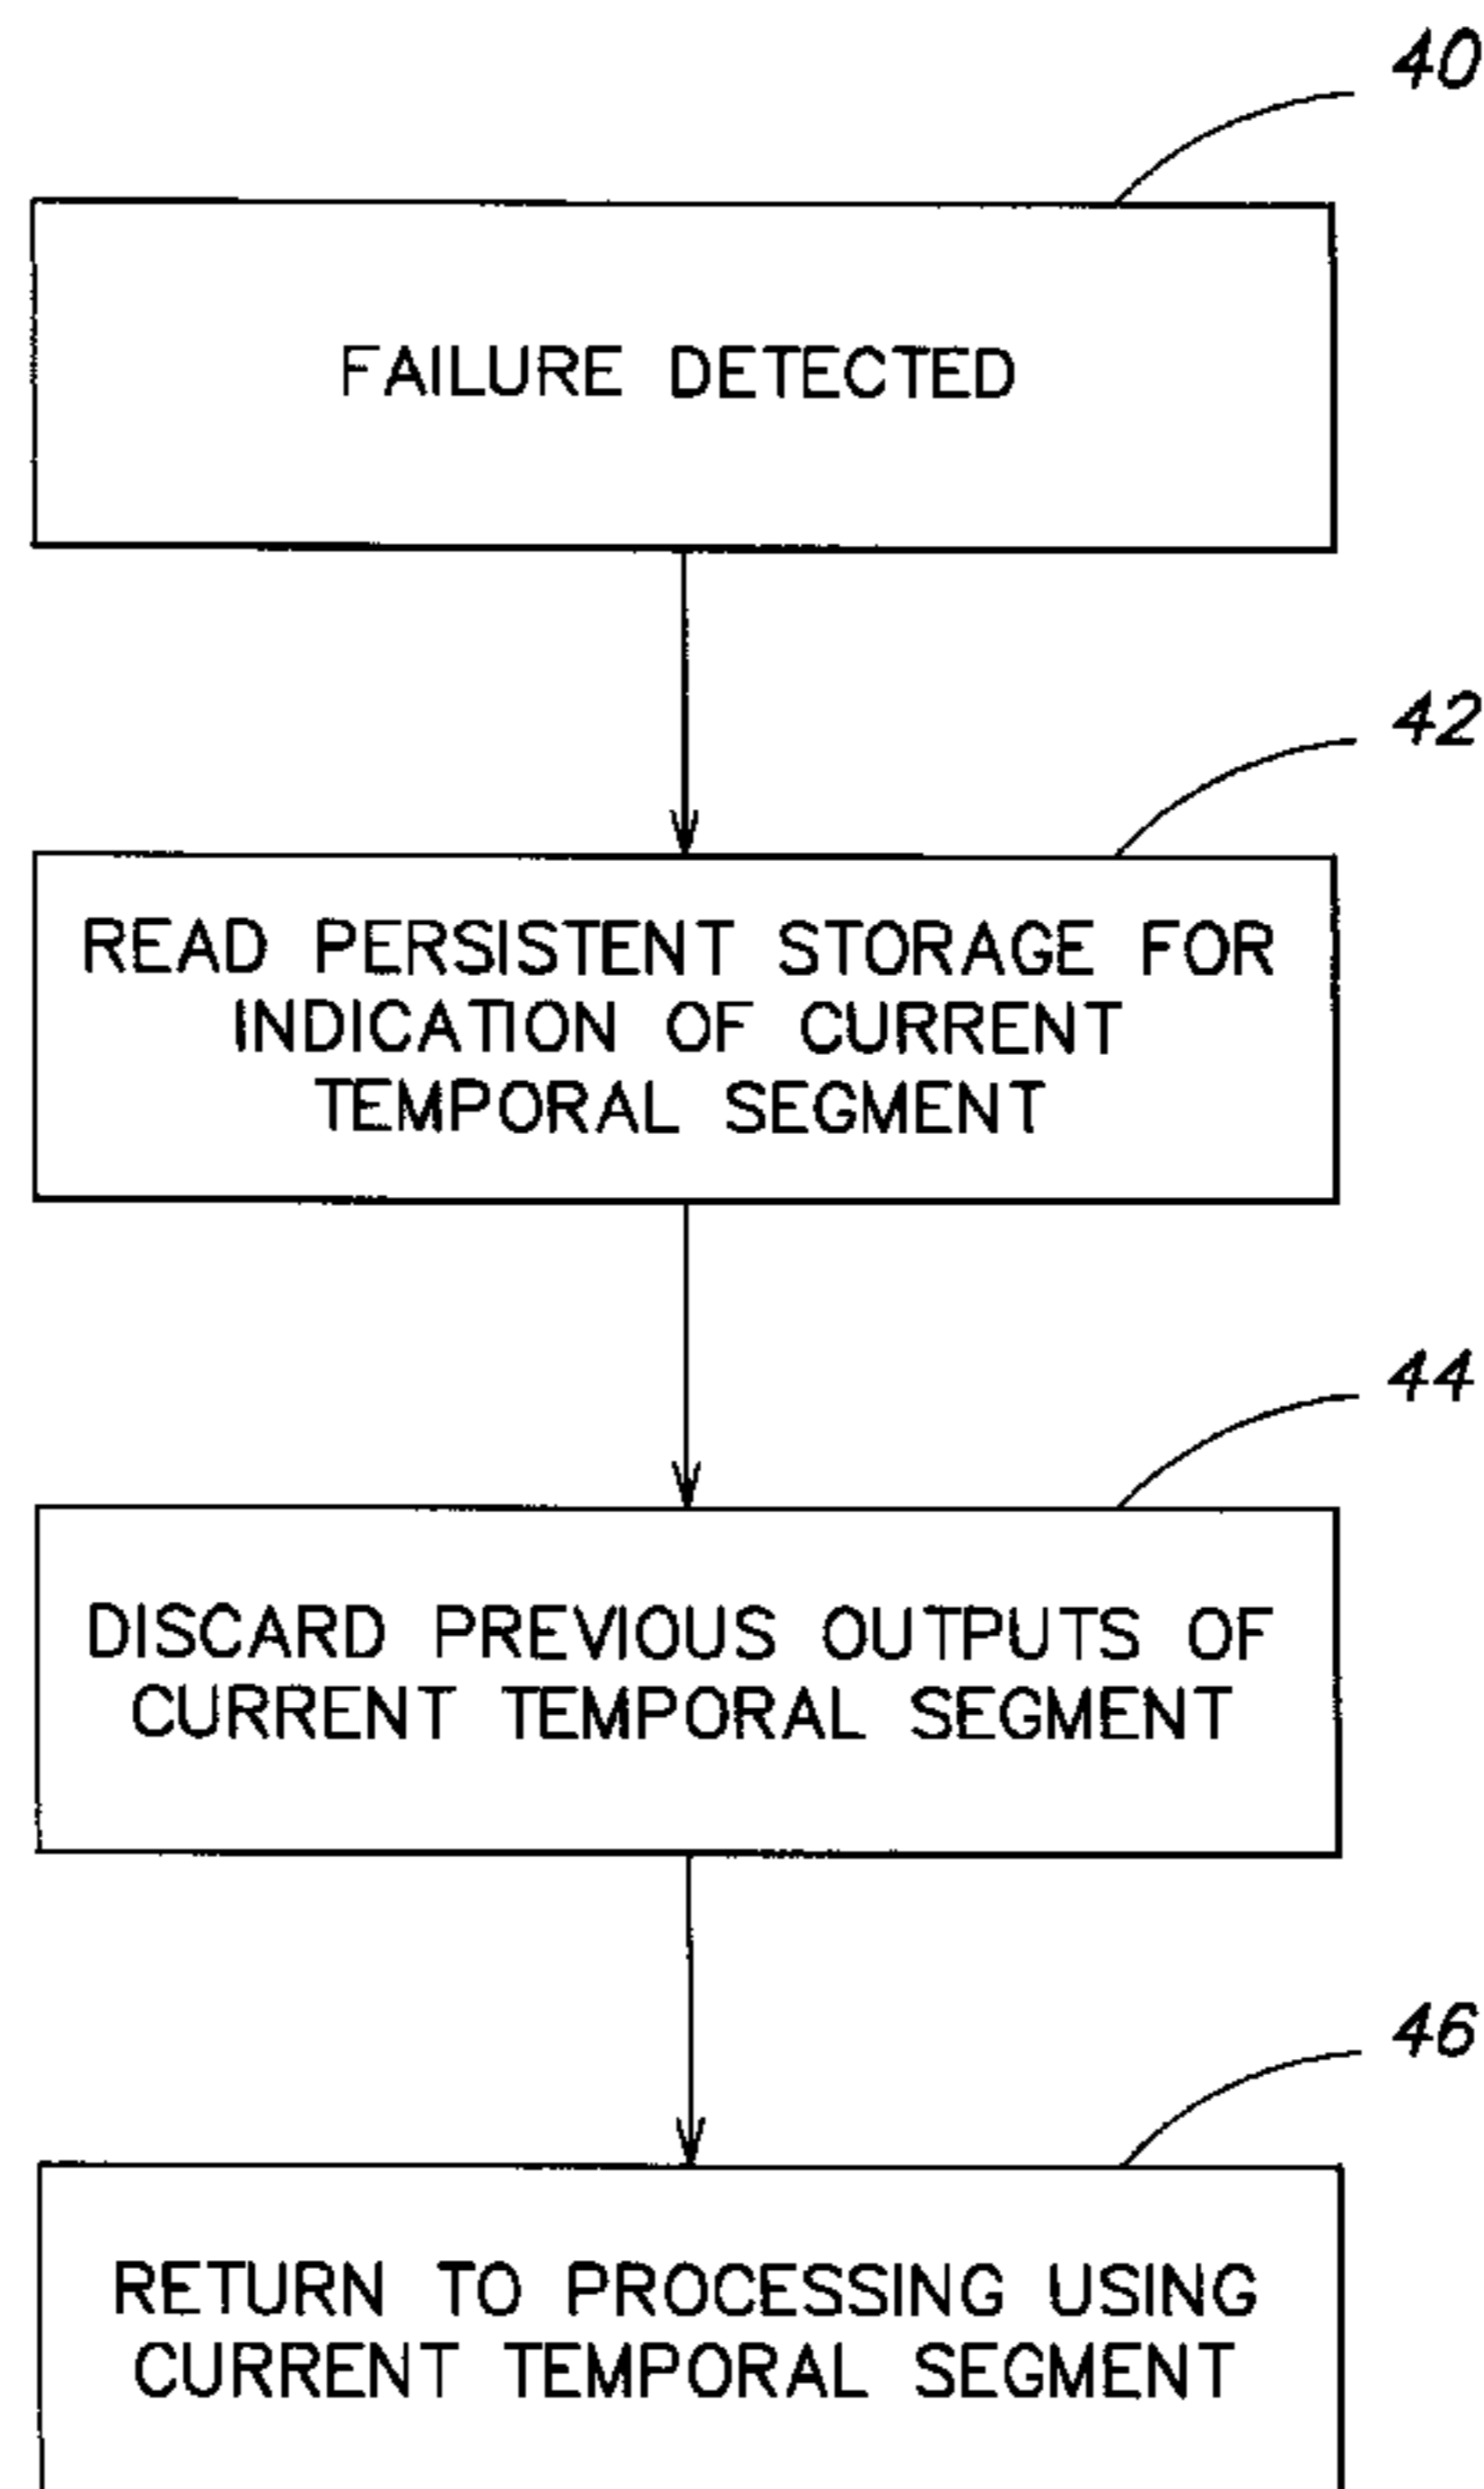 40
FAILURE DETECTED
42
READ PERSISTENT STORAGE FOR
INDICATION OF CURRENT
TEMPORAL SEGMENT
44
DISCARD PREVIOUS OUTPUTS OF
CURRENT TEMPORAL SEGMENT
46
RETURN TO PROCESSING USING
CURRENT TEMPORAL SEGMENT